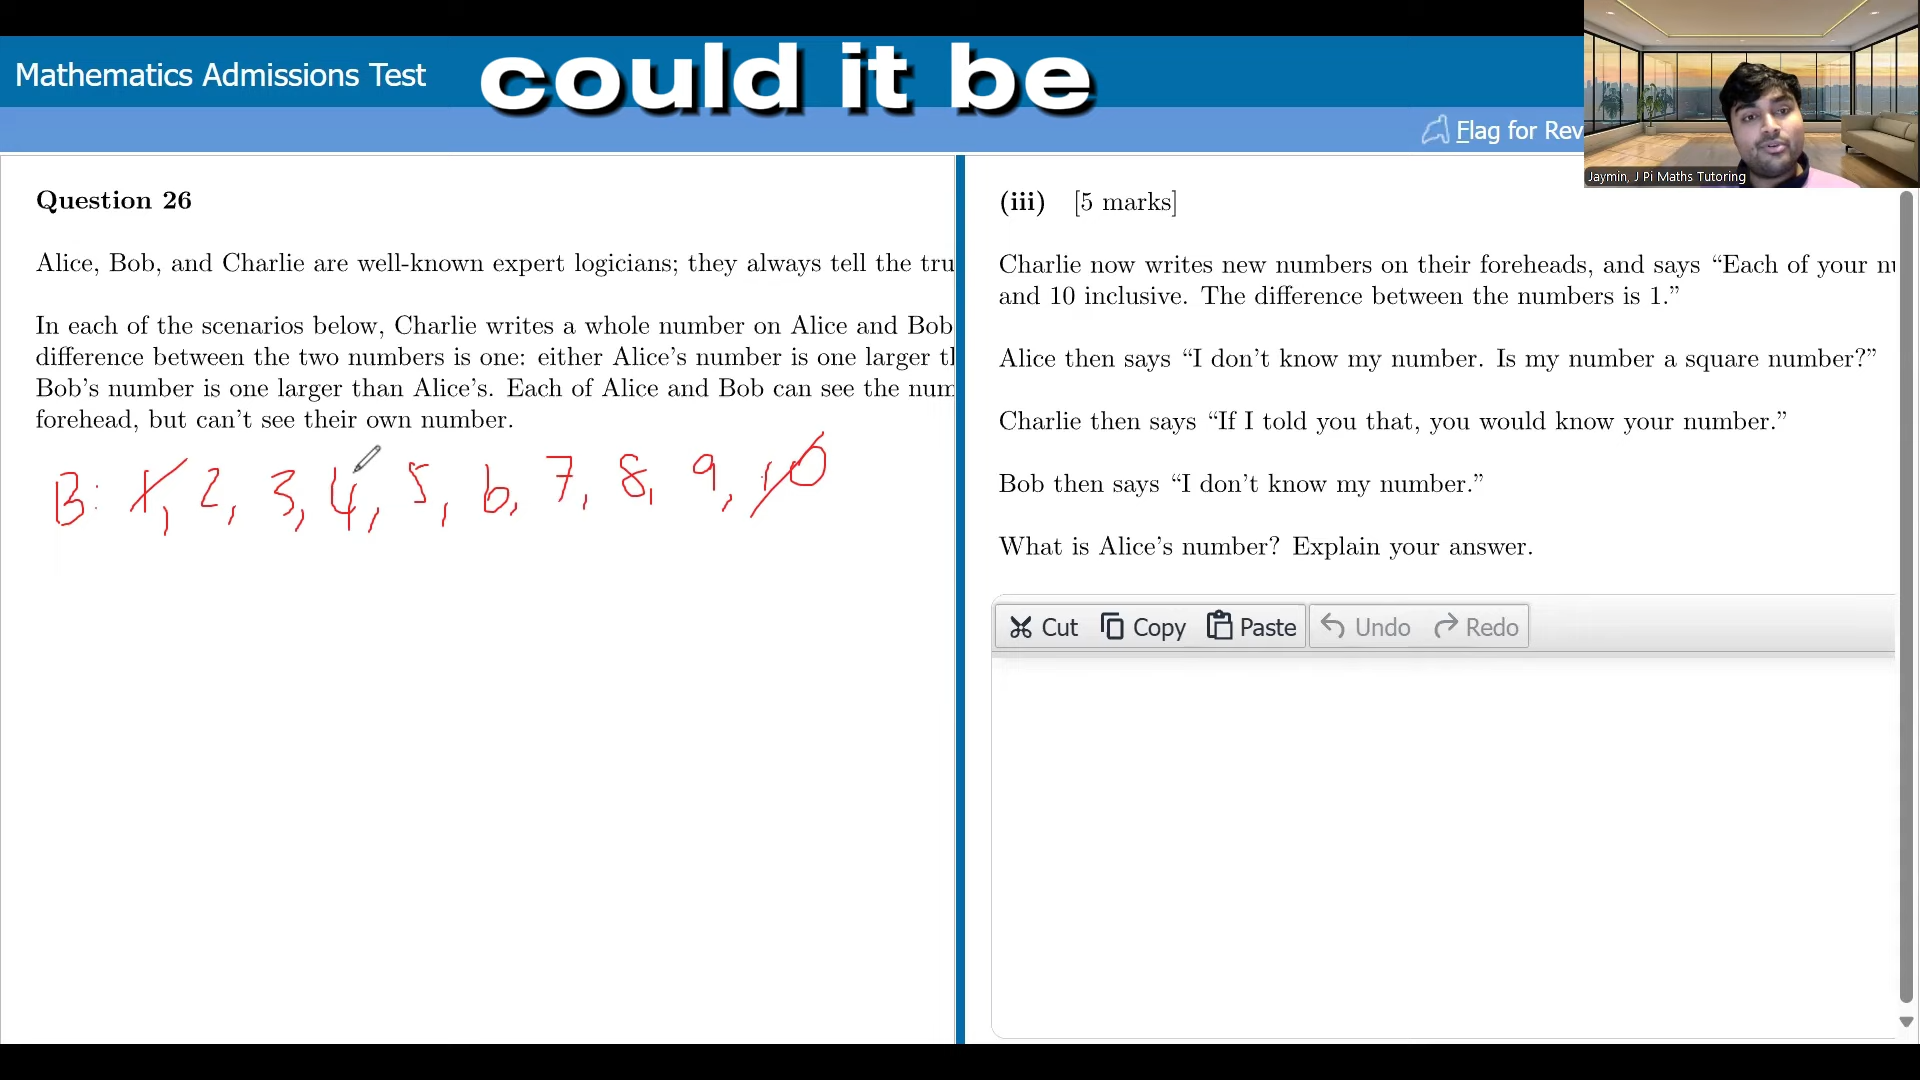 could it be
Mathematics Admissions Test
Flag for Rev
Jaymin, J Pi Maths Tutoring
Question 26
Alice, Bob, and Charlie are well-known expert logicians; they always tell the tru
In each of the scenarios below, Charlie writes a whole number on Alice and Bob
difference between the two numbers is one: either Alice’s number is one larger th
Bob’s number is one larger than Alice’s. Each of Alice and Bob can see the num
forehead, but can’t see their own number.
B: 1, 2, 3, 4, 5, 6, 7, 8, 9, 10
(iii) [5 marks]
Charlie now writes new numbers on their foreheads, and says “Each of your nu
and 10 inclusive. The difference between the numbers is 1.”
Alice then says “I don’t know my number. Is my number a square number?”
Charlie then says “If I told you that, you would know your number.”
Bob then says “I don’t know my number.”
What is Alice’s number? Explain your answer.
Cut Copy Paste Undo Redo